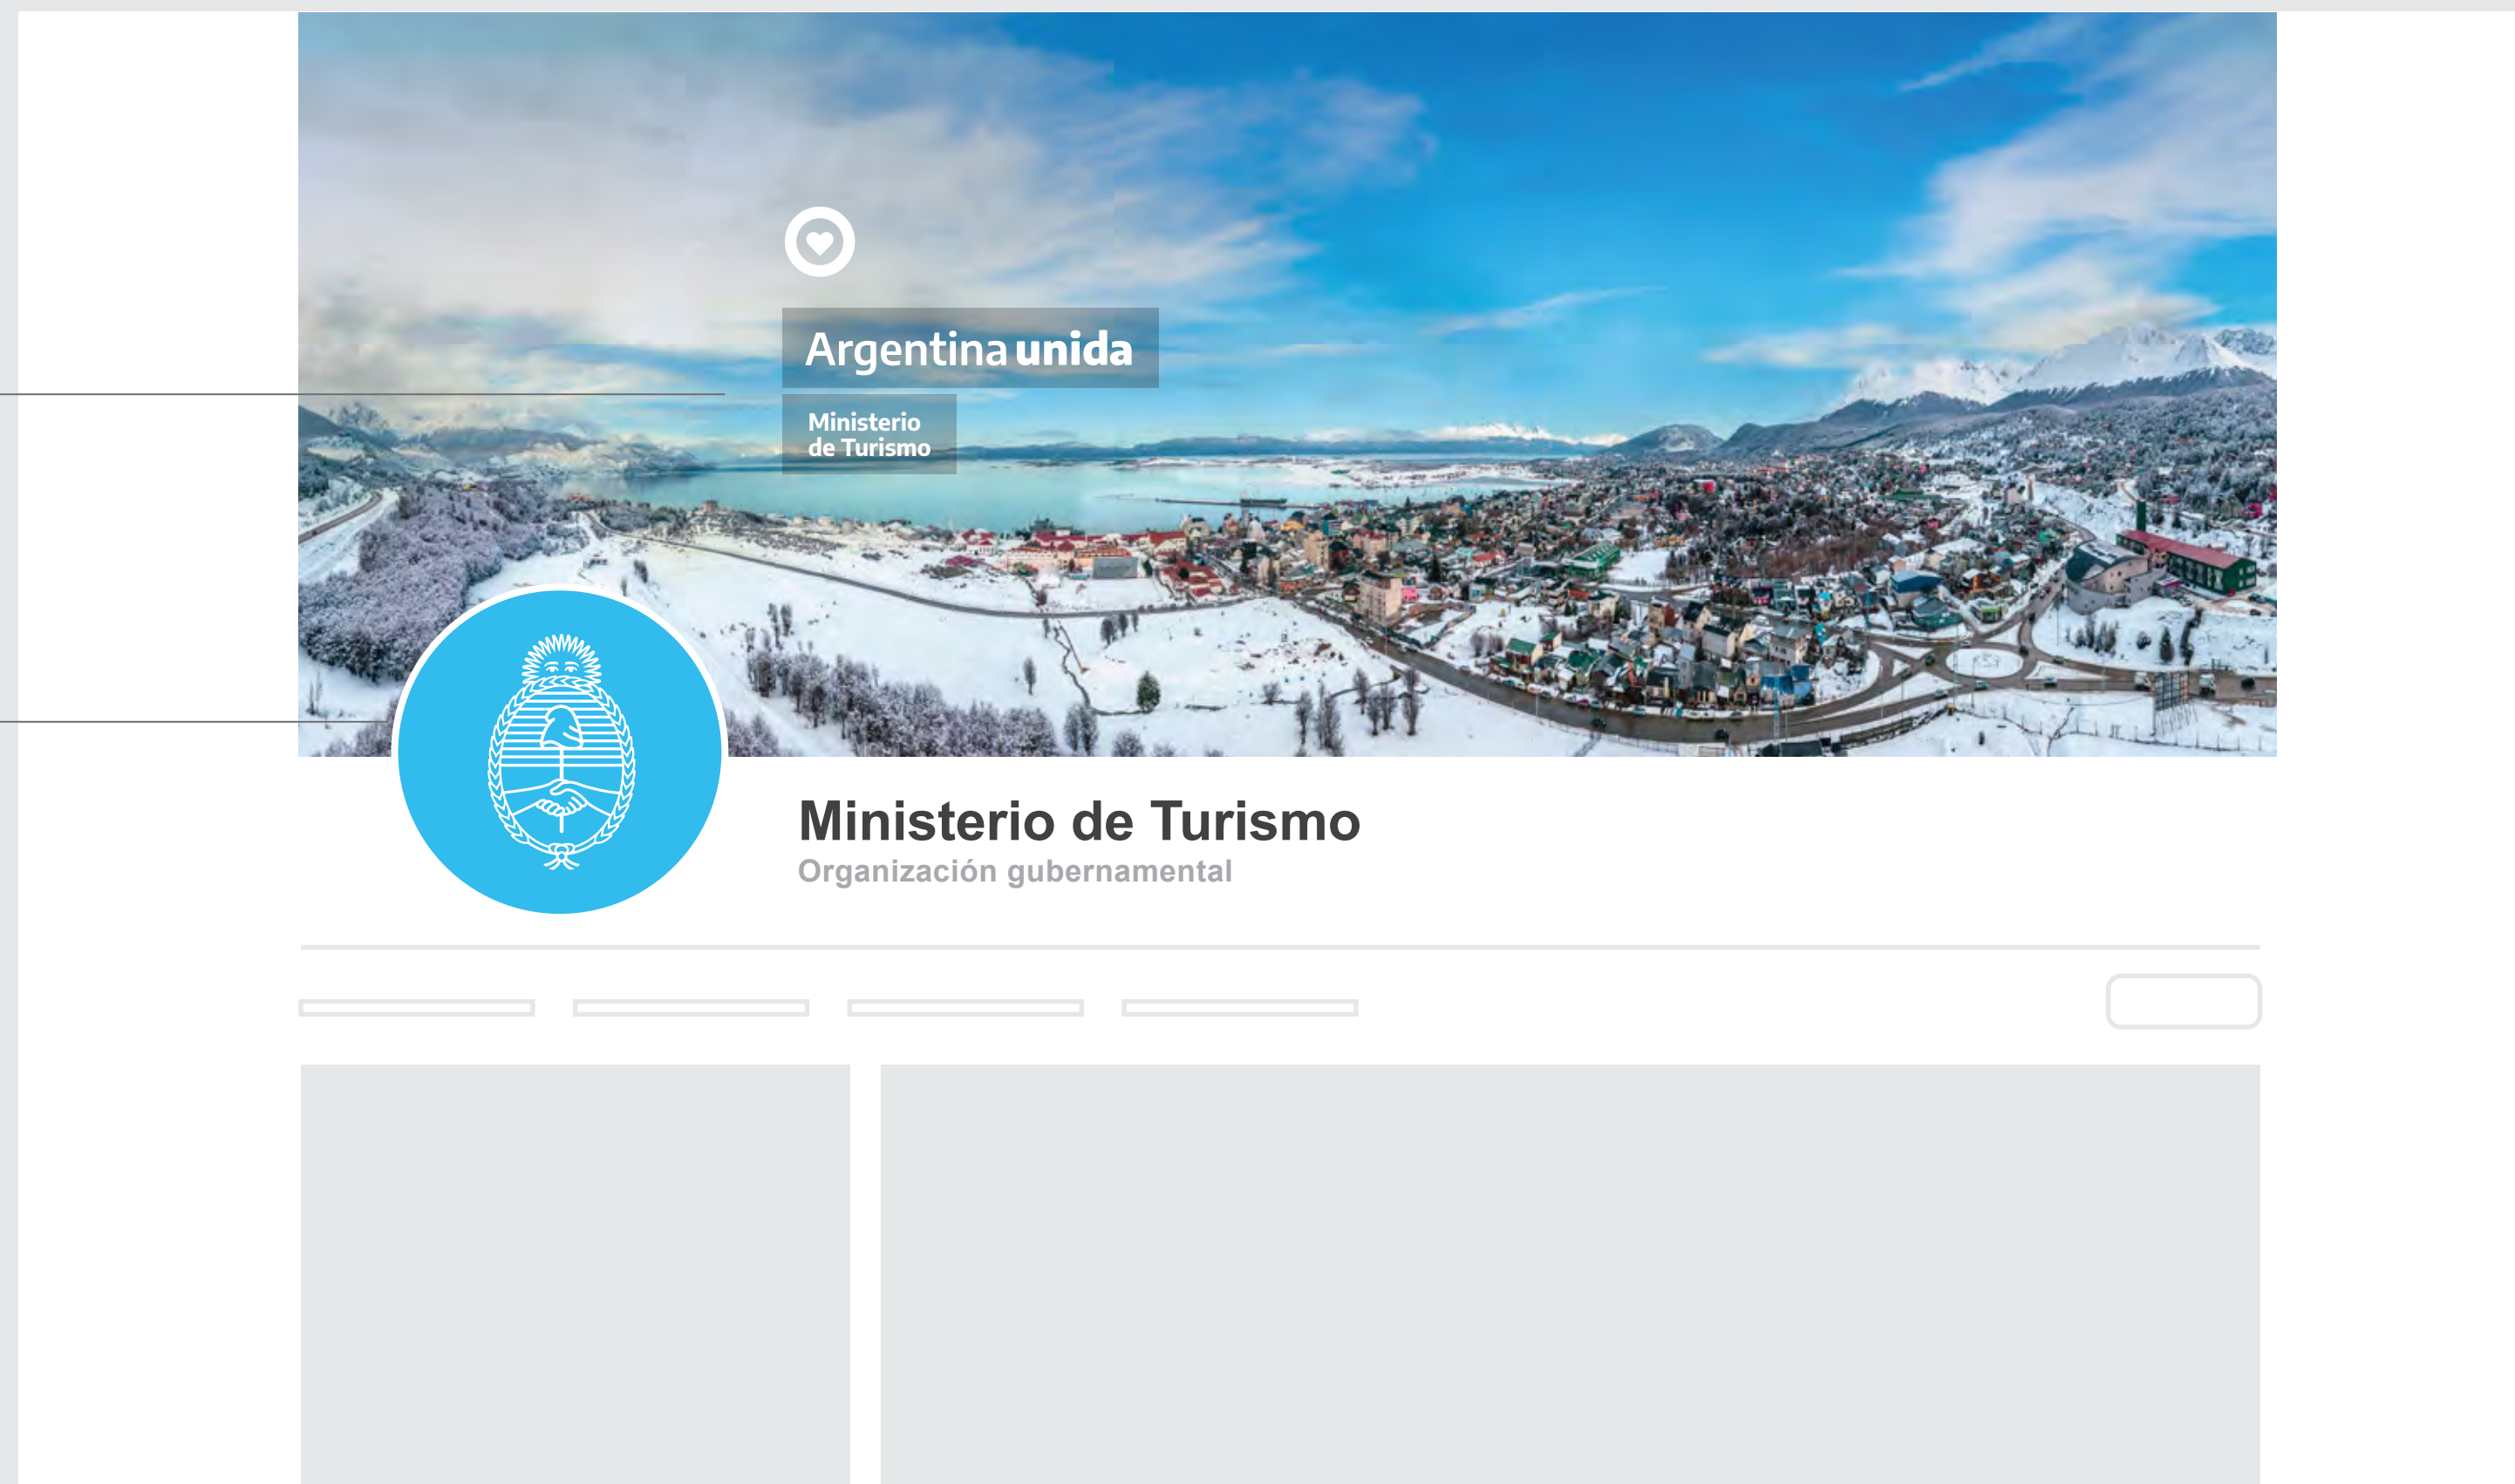 Argentina unida
Ministerio
de Turismo
Ministerio de Turismo
Organización gubernamental